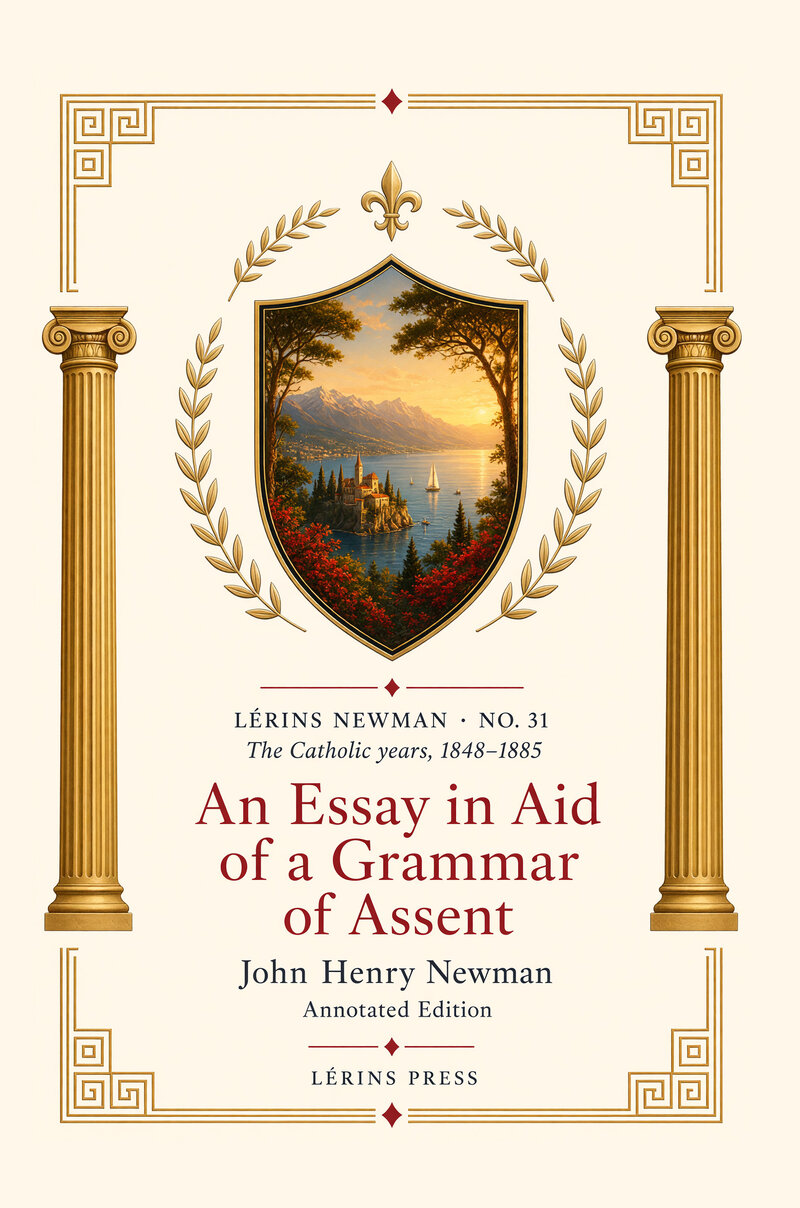 LÉRINS NEWMAN · NO. 31
The Catholic years, 1848–1885
An Essay in Aid
of a Grammar
of Assent
John Henry Newman
Annotated Edition
LÉRINS PRESS